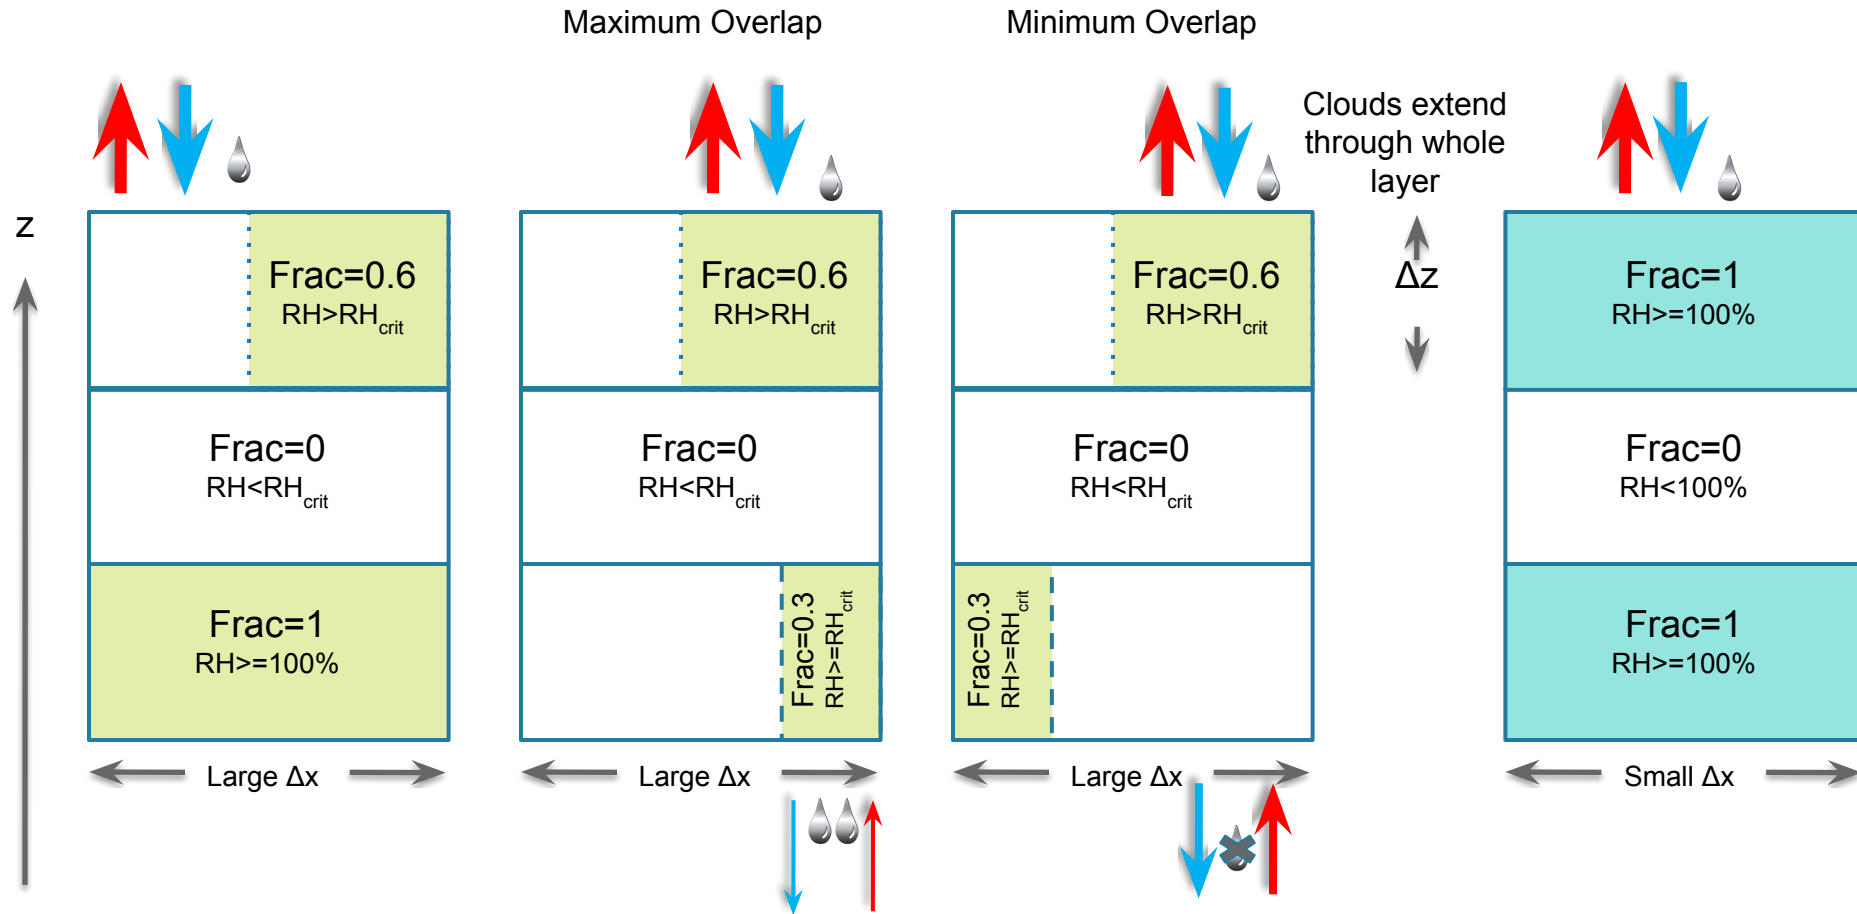 Maximum Overlap
Minimum Overlap
z
Frac=0.6
RH>RHcrit
Frac=0
RH<RHcrit
Frac=1
RH>=100%
Large Δx
Frac=0.6
RH>RHcrit
Frac=0
RH<RHcrit
Frac=0.3
RH>=RHcrit
Large Δx
Frac=0.6
RH>RHcrit
Frac=0
RH<RHcrit
Frac=0.3
RH>=RHcrit
Large Δx
Clouds extend
through whole
layer
Δz
Frac=1
RH>=100%
Frac=0
RH<100%
Frac=1
RH>=100%
Small Δx